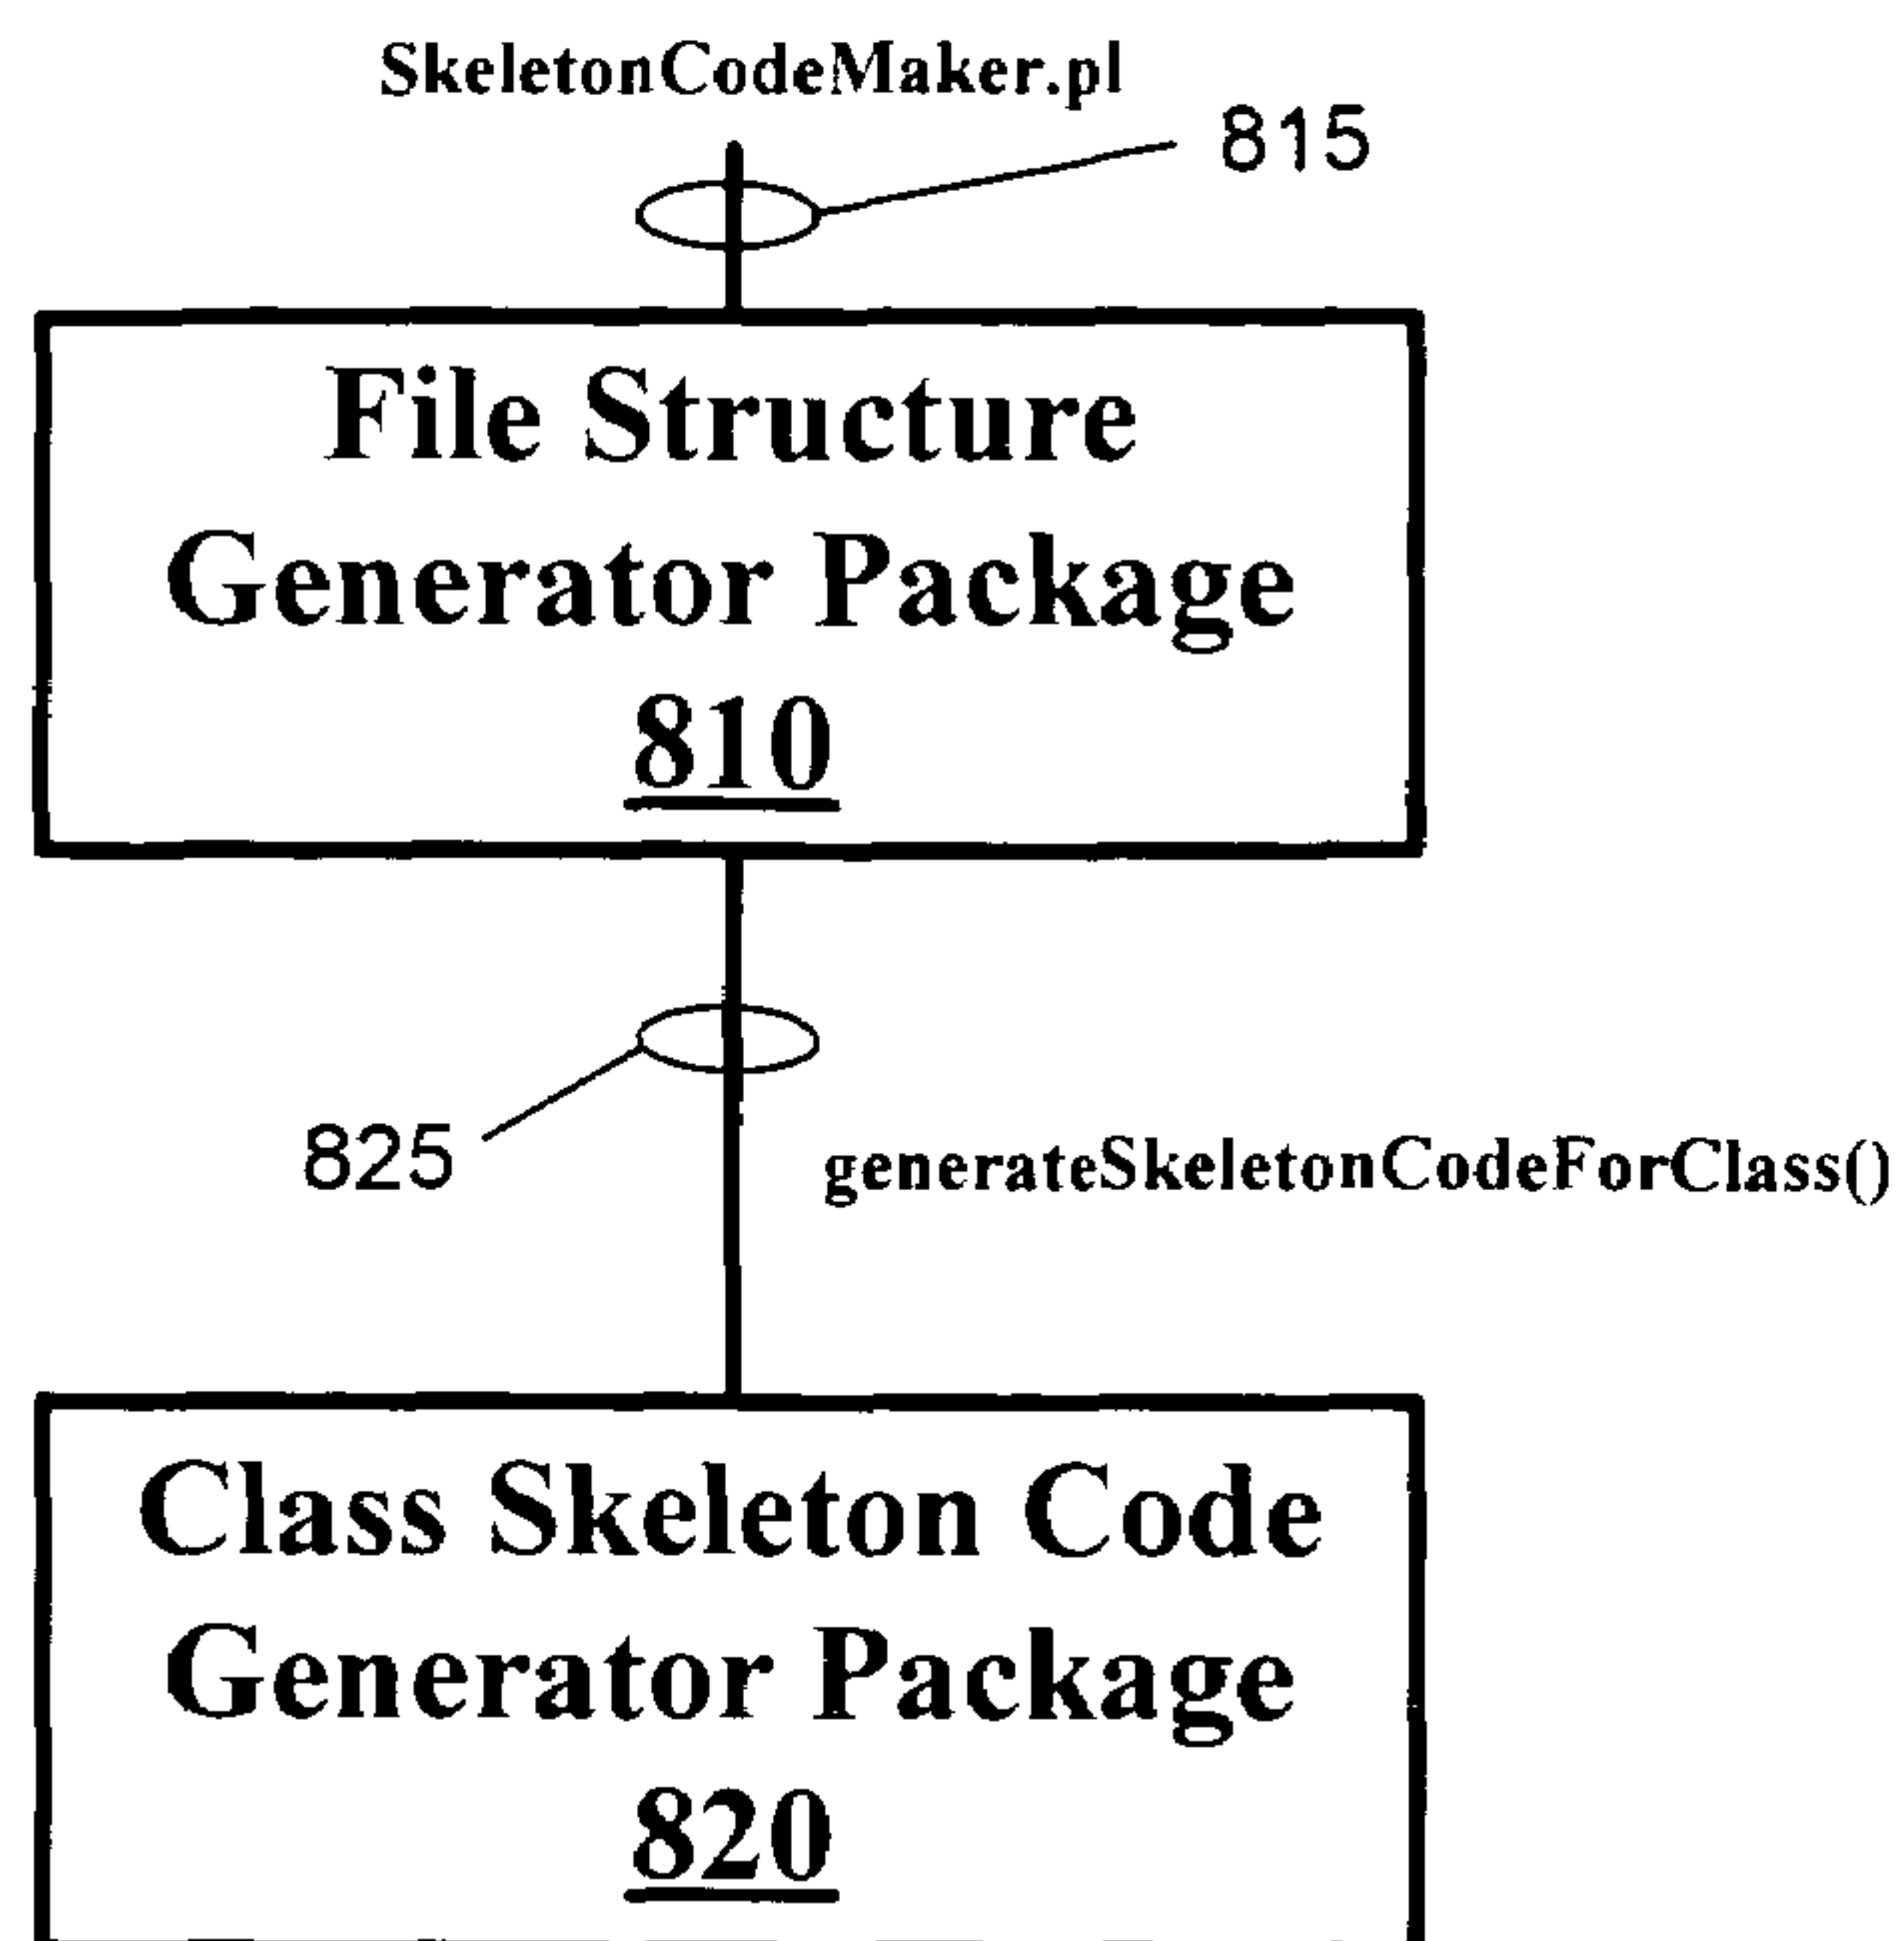 SkeletonCodeMaker.pl
815
File Structure
Generator Package
810
825
generateSkeletonCodeForClass()
Class Skeleton Code
Generator Package
820